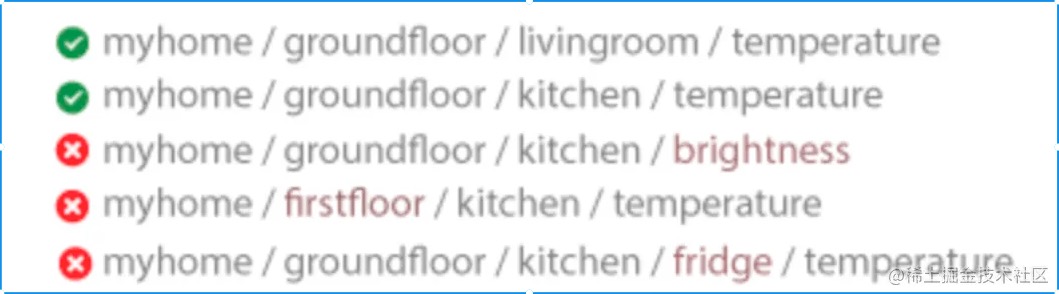 myhome / groundfloor / livingroom / temperature
myhome / groundfloor / kitchen / temperature
myhome / groundfloor / kitchen / brightness
myhome / firstfloor / kitchen / temperature
myhome / groundfloor / kitchen / fridge / temperature
@稀土掘金技术社区